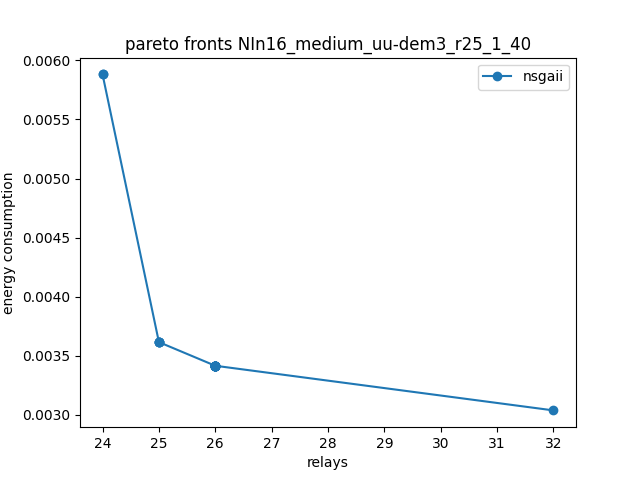 pareto fronts NIn16_medium_uu-dem3_r25_1_40
nsgaii
energy consumption
0.0060
0.0055
0.0050
0.0045
0.0040
0.0035
0.0030
24 25 26 27 28 29 30 31 32
relays